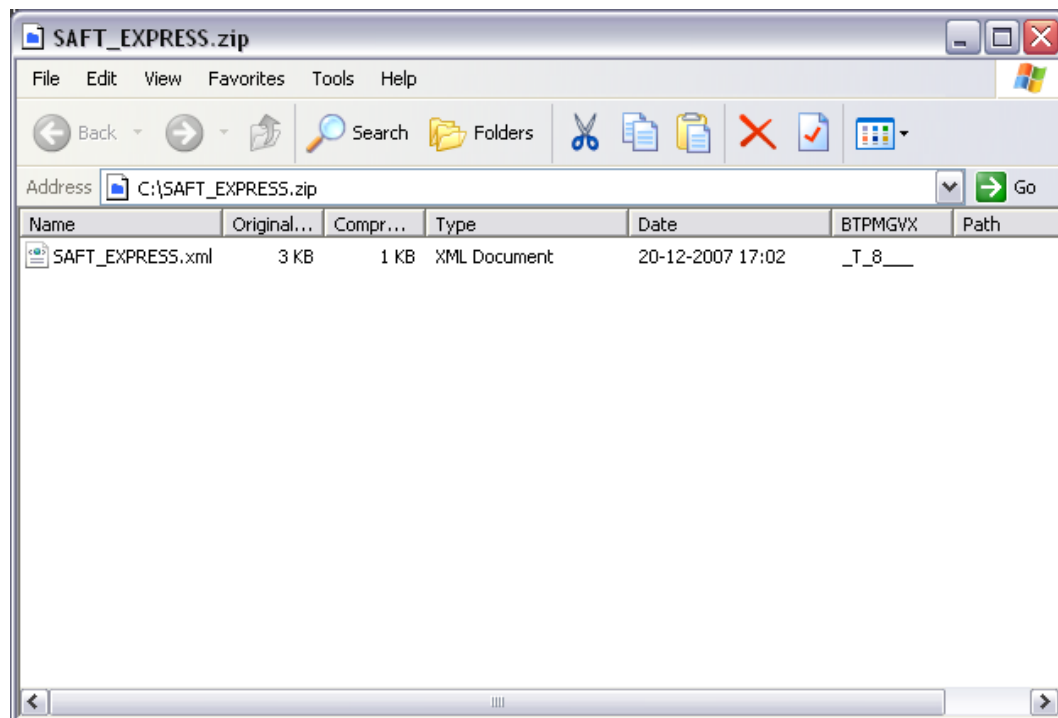 SAFT_EXPRESS.zip
File Edit View Favorites Tools Help
Back Search Folders
Address C:\SAFT_EXPRESS.zip Go
Name Original... Compr... Type Date BTPMGVX Path
SAFT_EXPRESS.xml 3 KB 1 KB XML Document 20-12-2007 17:02 _T_8___